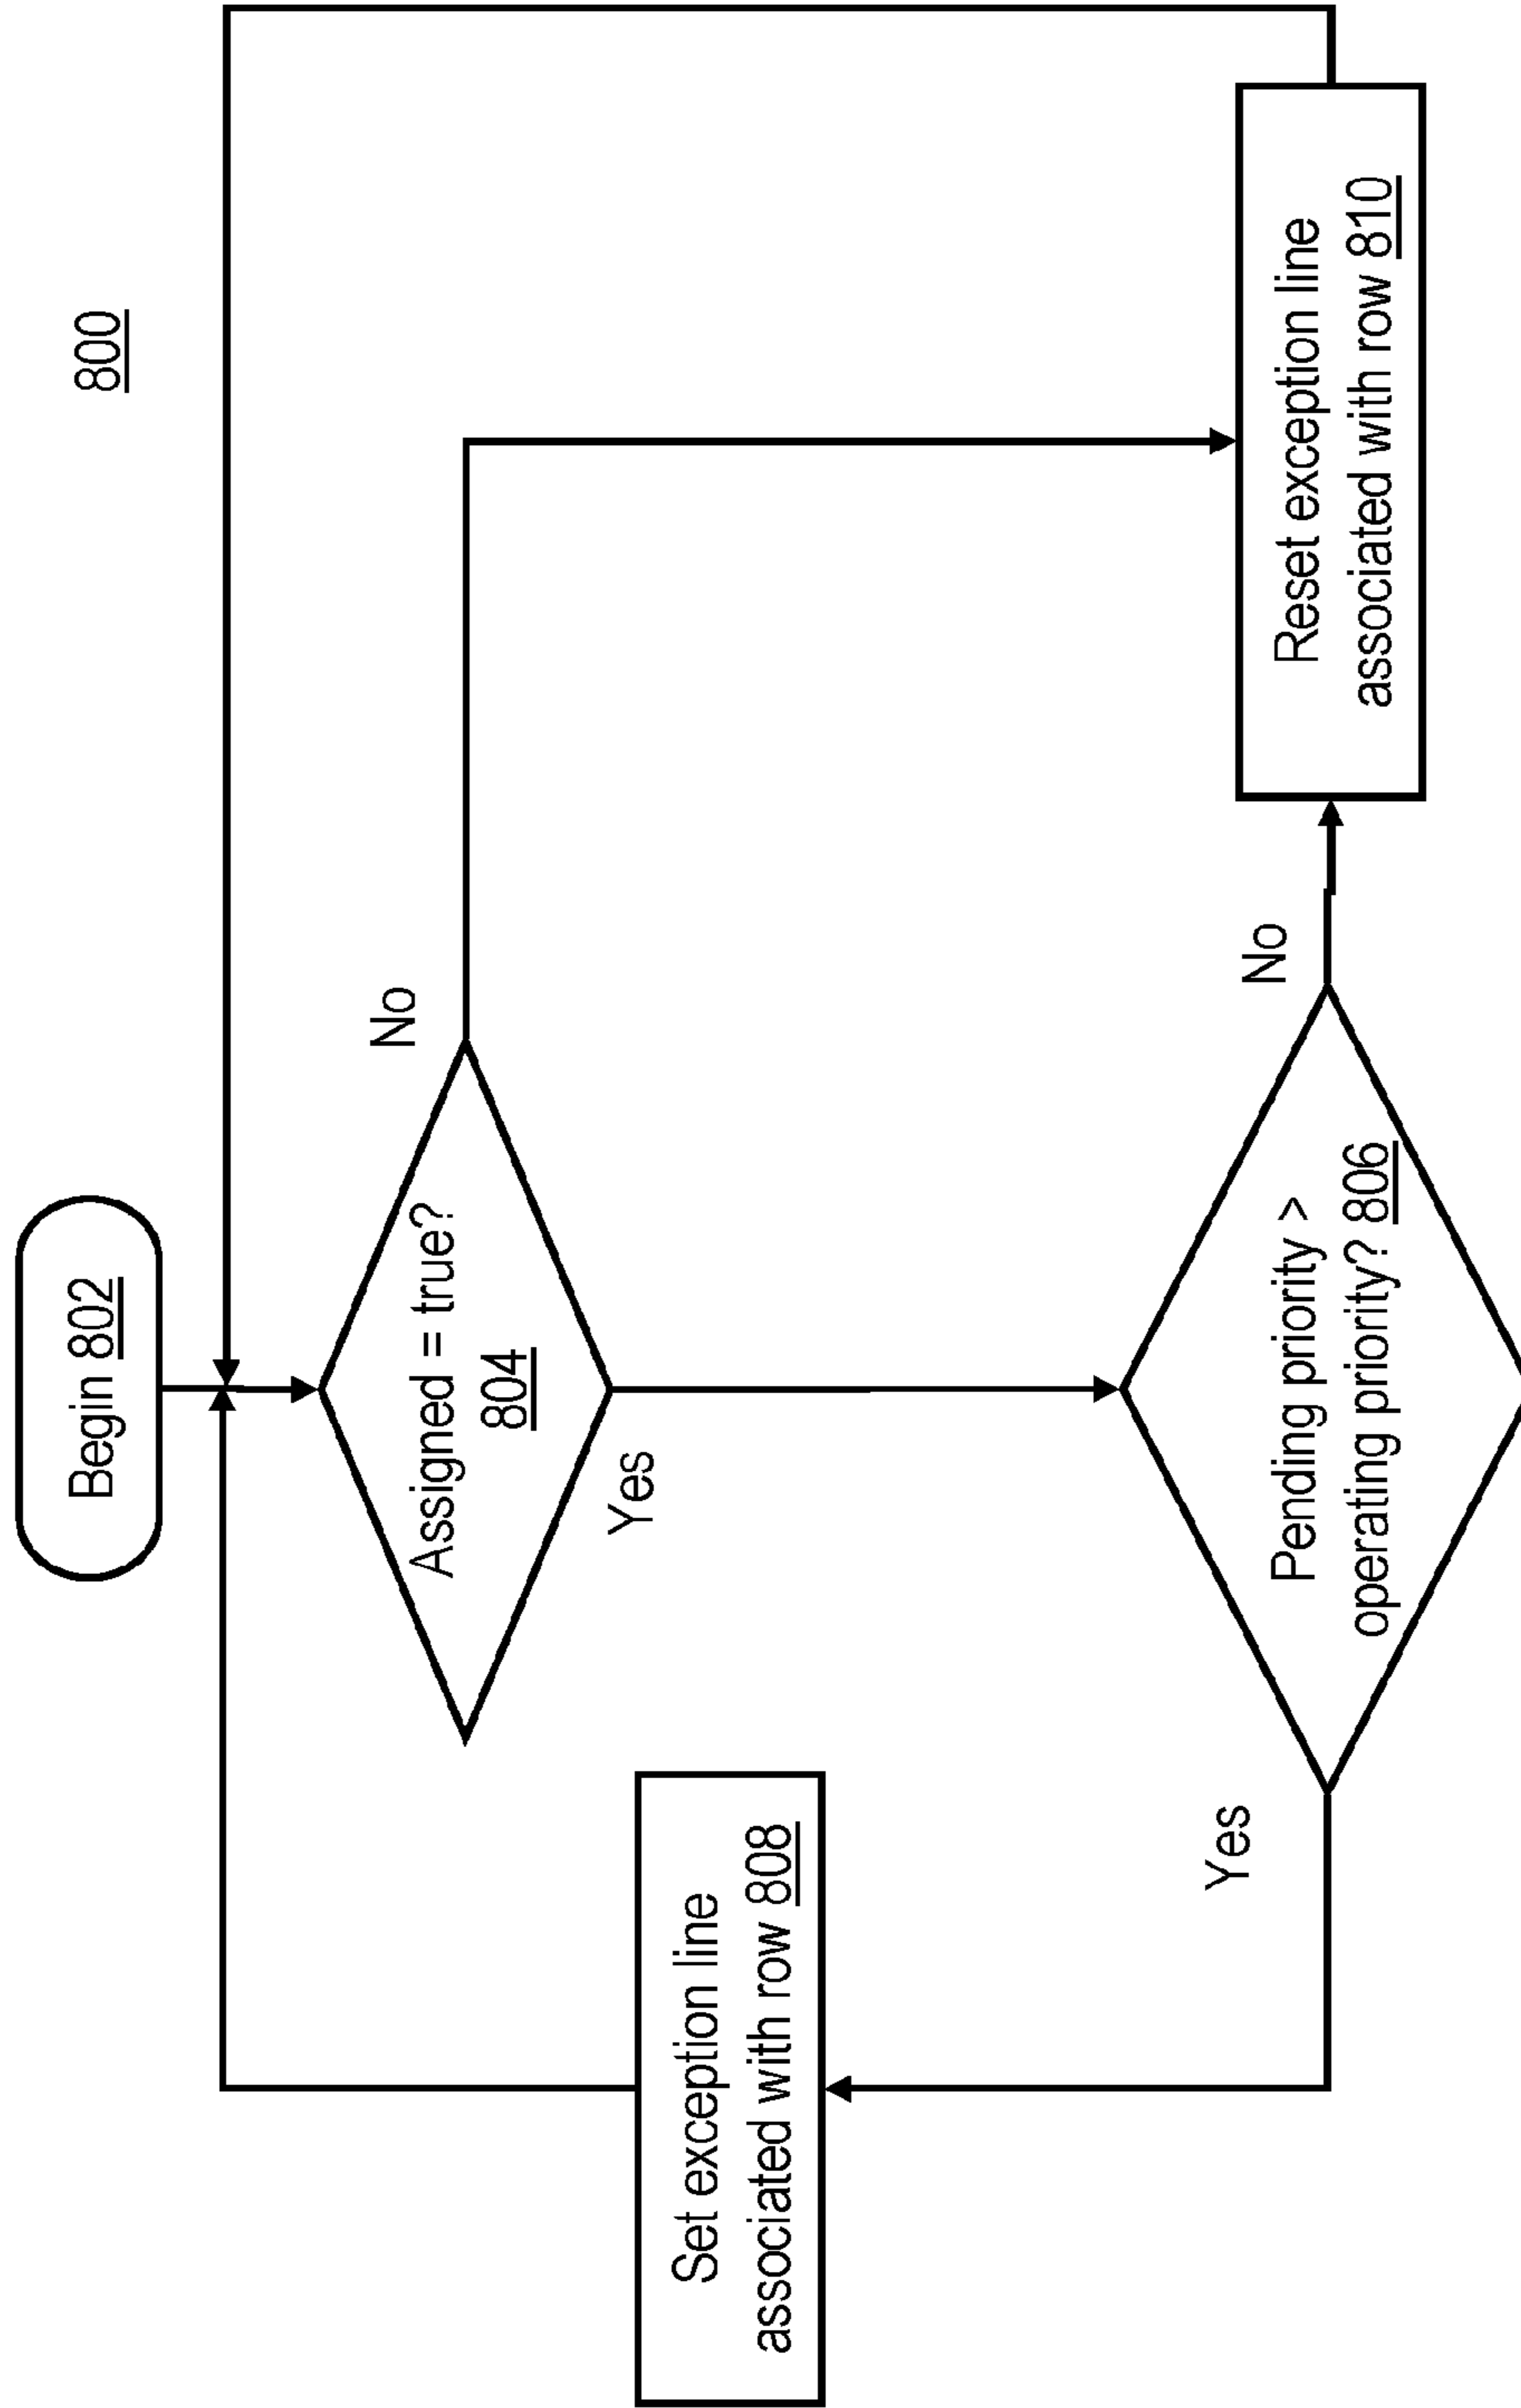 800
Begin 802
Assigned = true?
804
No
Yes
Pending priority >
operating priority? 806
Yes
No
Set exception line
associated with row 808
Reset exception line
associated with row 810